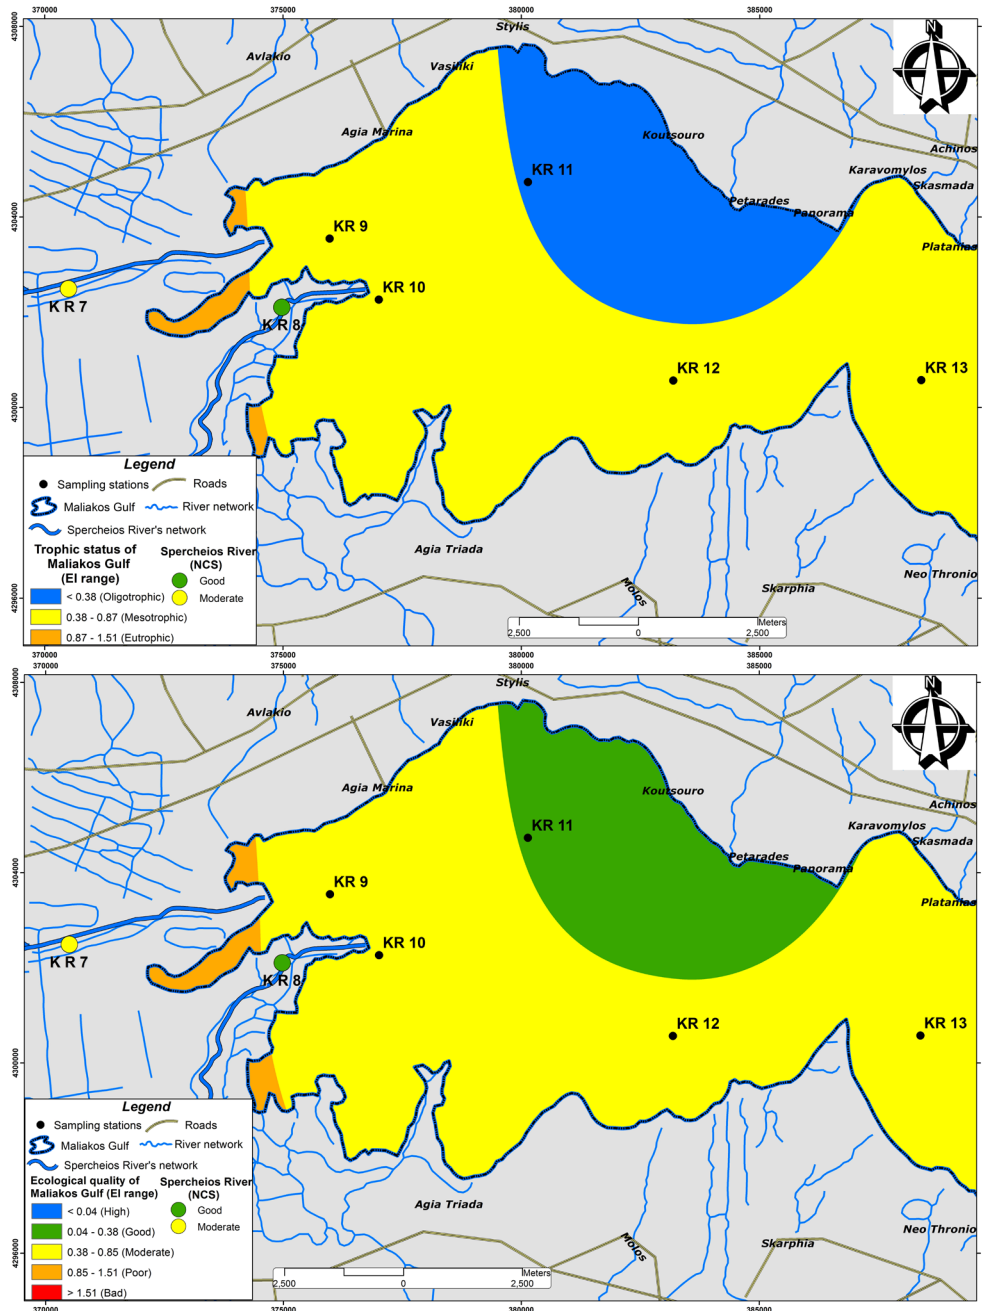 370000
375000
380000
385000
4308000
Stylis
N
Avlakio
Vasiliki
Agia Marina
Koutsouro
Achinos
Karavomylos
Skasmada
KR 11
Petarades
Panorama
4304000
KR 9
Platanias
KR 10
K R 7
K R 8
KR 12
KR 13
4300000
Legend
Sampling stations
Roads
Maliakos Gulf
River network
Spercheios River's network
Trophic status of
Maliakos Gulf
(EI range)
Spercheios River
(NCS)
Good
Moderate
< 0.38 (Oligotrophic)
0.38 - 0.87 (Mesotrophic)
0.87 - 1.51 (Eutrophic)
Agia Triada
Molos
Skarphia
Neo Thronio
4296000
Meters
2,500
0
2,500
370000
375000
380000
385000
4308000
Stylis
N
Avlakio
Vasiliki
Agia Marina
Koutsouro
Achinos
Karavomylos
Skasmada
KR 11
Petarades
Panorama
4304000
KR 9
Platanias
KR 10
K R 7
K R 8
KR 12
KR 13
4300000
Legend
Sampling stations
Roads
Maliakos Gulf
River network
Spercheios River's network
Ecological quality of
Maliakos Gulf (EI range)
Spercheios River
(NCS)
Good
Moderate
< 0.04 (High)
0.04 - 0.38 (Good)
0.38 - 0.85 (Moderate)
0.85 - 1.51 (Poor)
> 1.51 (Bad)
Agia Triada
Molos
Skarphia
Neo Thronio
4296000
Meters
2,500
0
2,500
370000
375000
380000
385000